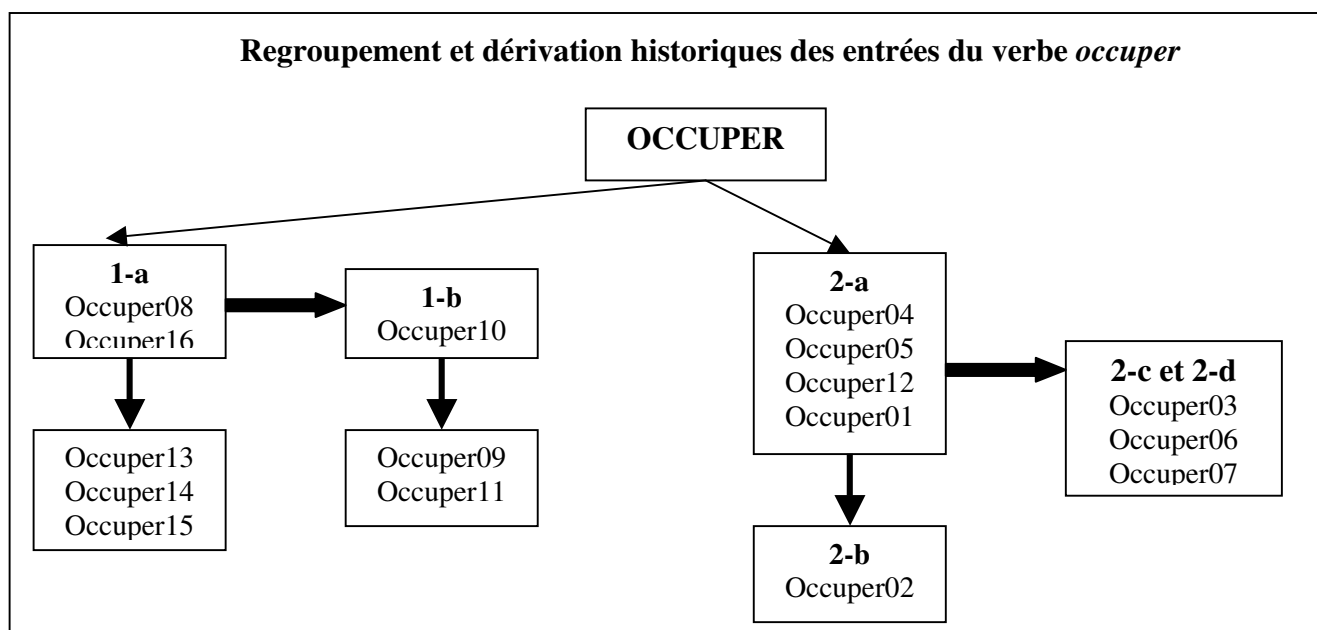 Regroupement et dérivation historiques des entrées du verbe occuper
OCCUPER
1-a
Occuper08
Occuper16
1-b
Occuper10
2-a
Occuper04
Occuper05
Occuper12
Occuper01
2-c et 2-d
Occuper03
Occuper06
Occuper07
Occuper13
Occuper14
Occuper15
Occuper09
Occuper11
2-b
Occuper02